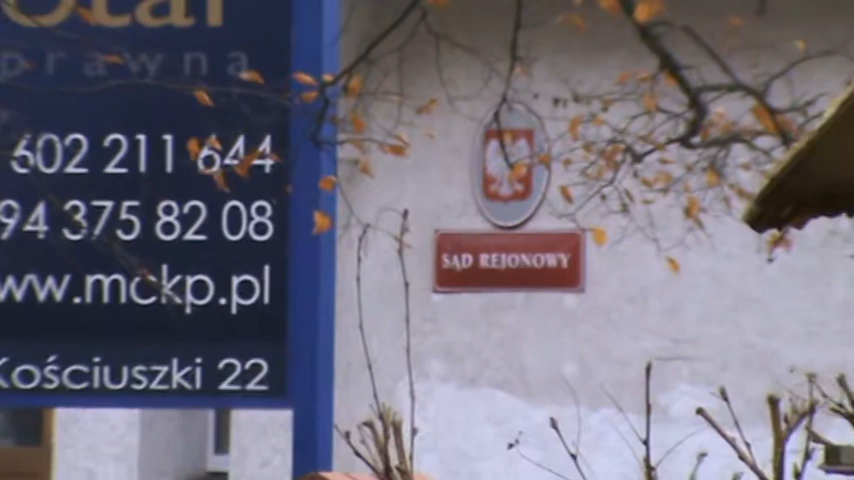 prawna
602 211 644
94 375 82 08
www.mckp.pl
Kościuszki 22
SĄD REJONOWY